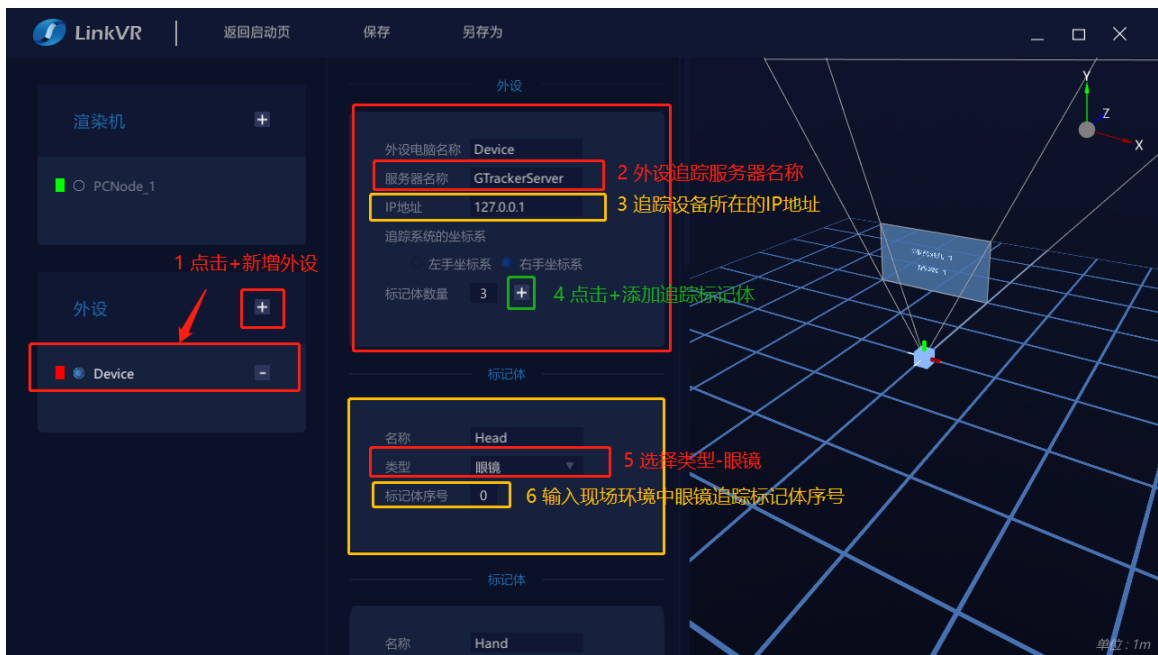 LinkVR 返回启动页 保存 另存为
渲染机 +
PCNode_1
1 点击+新增外设
外设 +
Device -
外设
外设电脑名称 Device
服务器名称 GTrackerServer
2 外设追踪服务器名称
IP地址 127.0.0.1
3 追踪设备所在的IP地址
追踪系统的坐标系
左手坐标系 右手坐标系
标记体数量 3 +
4 点击+添加追踪标记体
标记体
名称 Head
类型 眼镜
5 选择类型-眼镜
标记体序号 0
6 输入现场环境中眼镜追踪标记体序号
标记体
名称 Hand
Y
Z
X
单位 : 1m